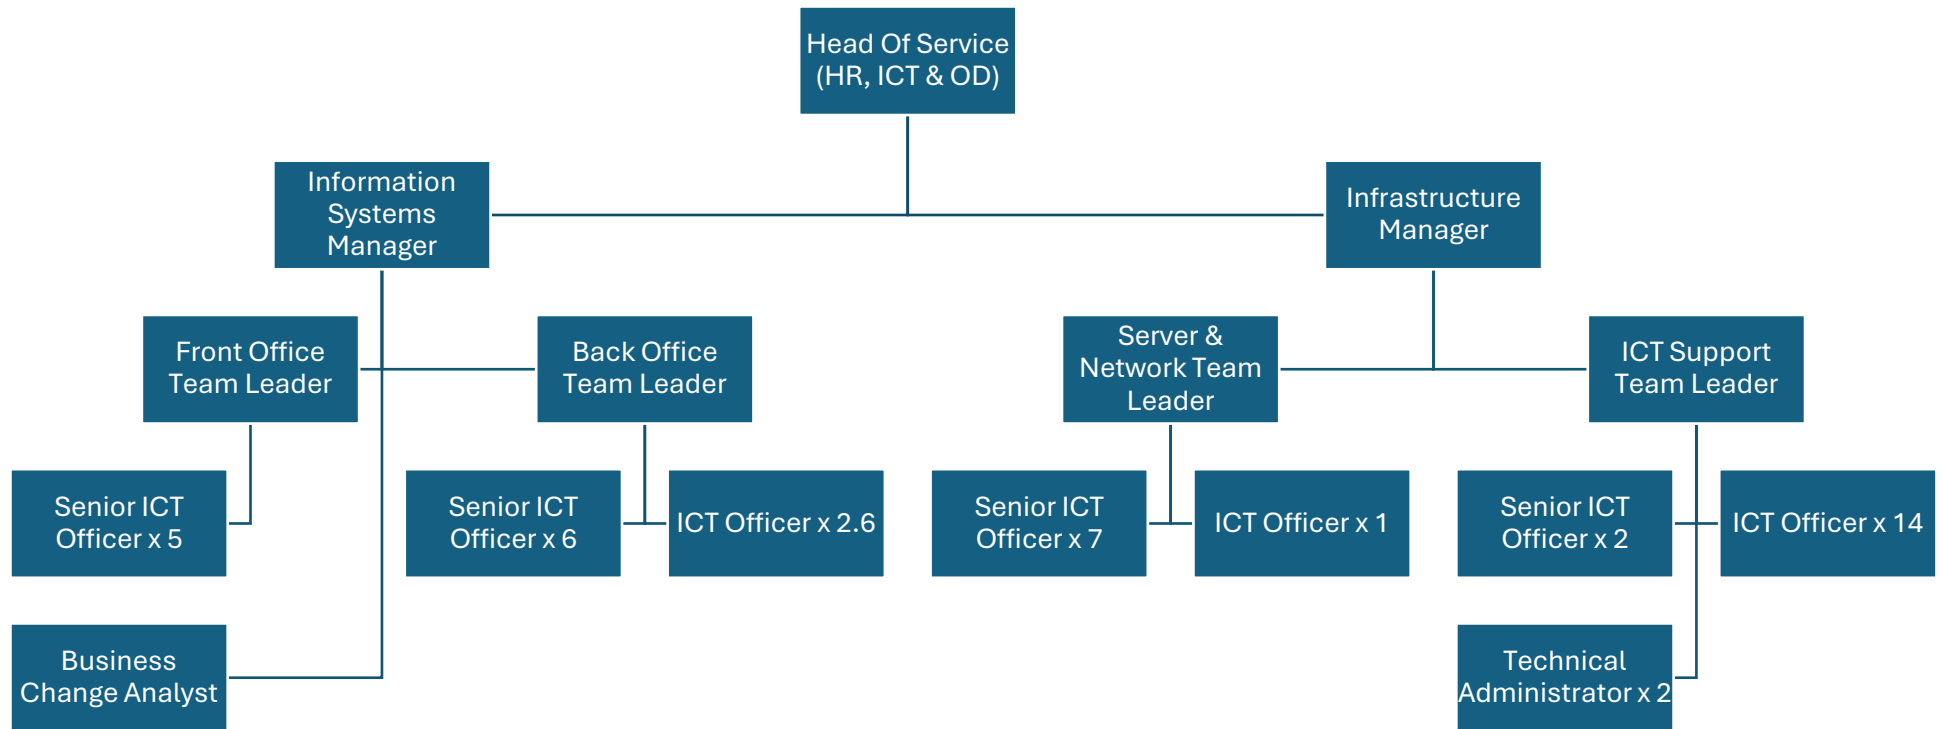 Head Of Service
(HR, ICT & OD)
Information
Systems
Manager
Infrastructure
Manager
Front Office
Team Leader
Back Office
Team Leader
Server &
Network Team
Leader
ICT Support
Team Leader
Senior ICT
Officer x 5
Senior ICT
Officer x 6
ICT Officer x 2.6
Senior ICT
Officer x 7
ICT Officer x 1
Senior ICT
Officer x 2
ICT Officer x 14
Business
Change Analyst
Technical
Administrator x 2